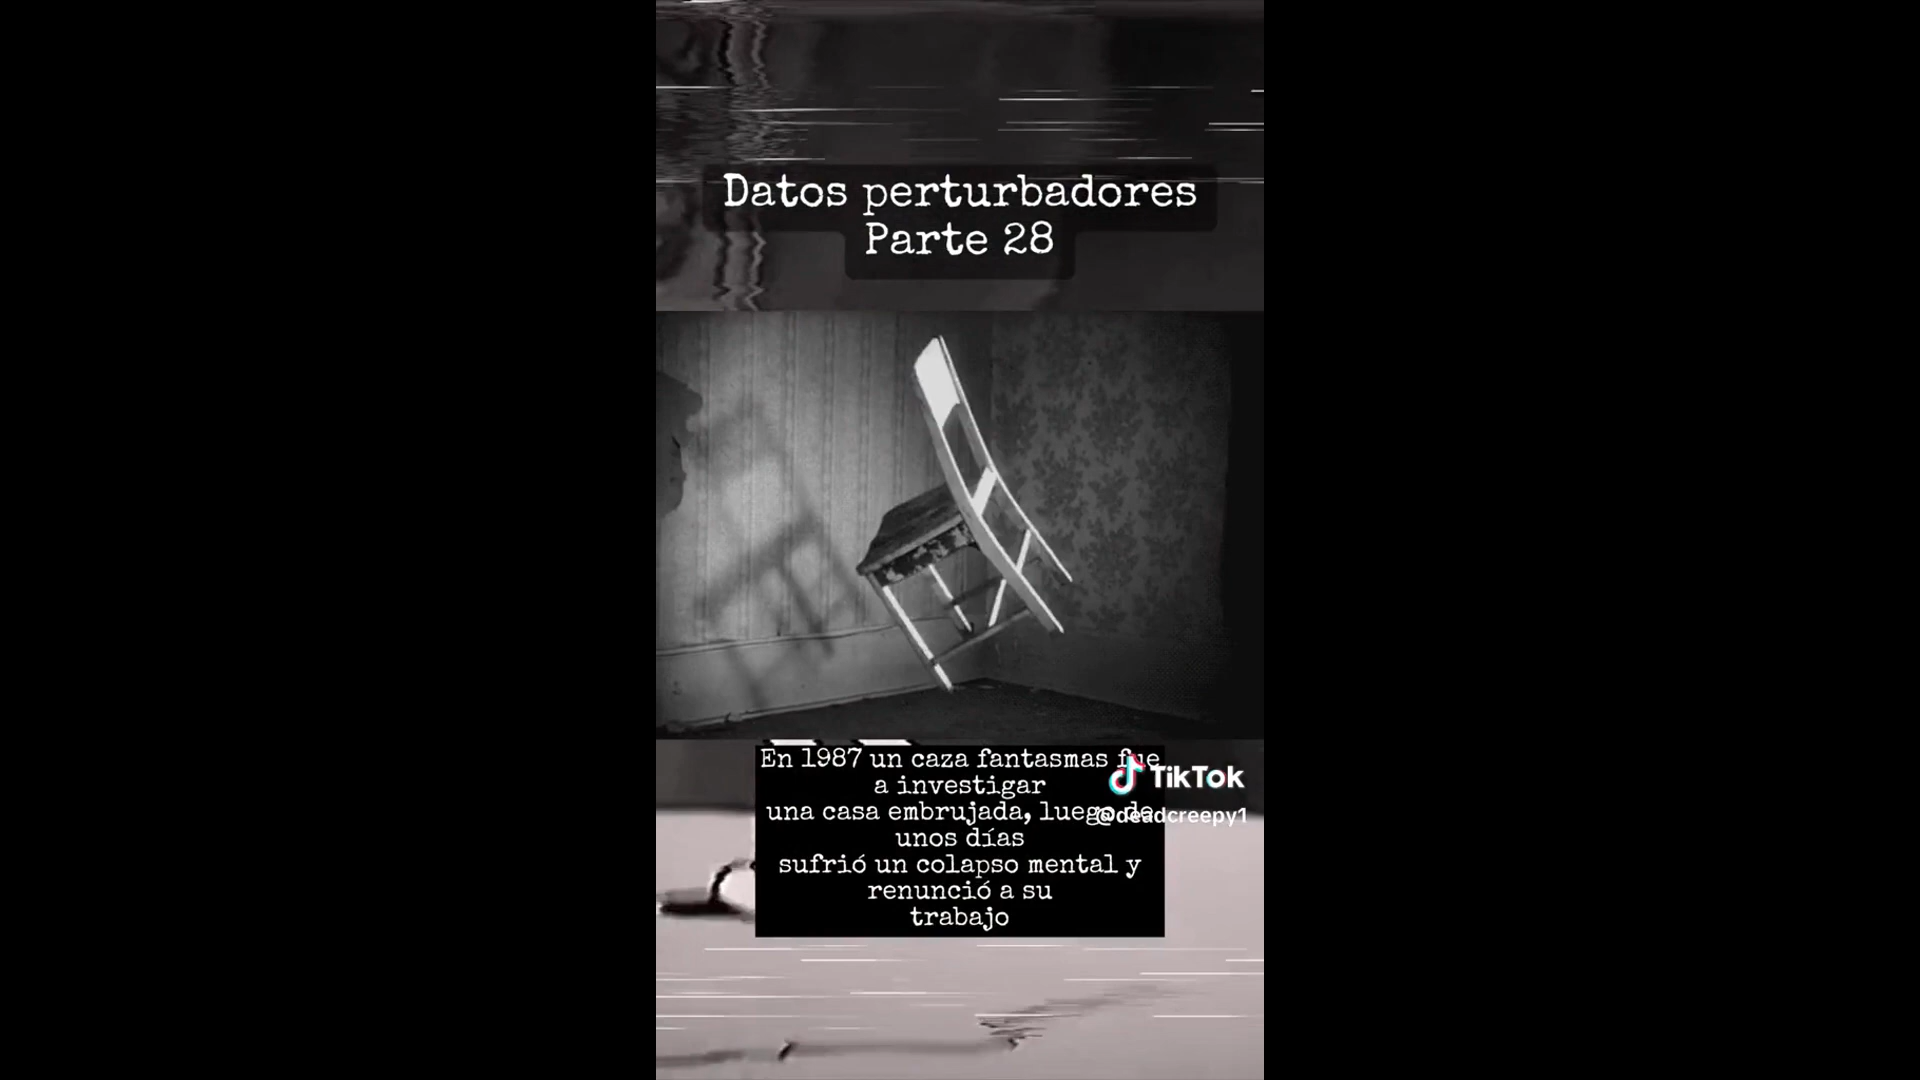 Datos perturbadores
Parte 28
En 1987 un caza fantasmas fue
a investigar
una casa embrujada, luego de
unos días
sufrió un colapso mental y
renunció a su
trabajo
TikTok
@deadcreepy1